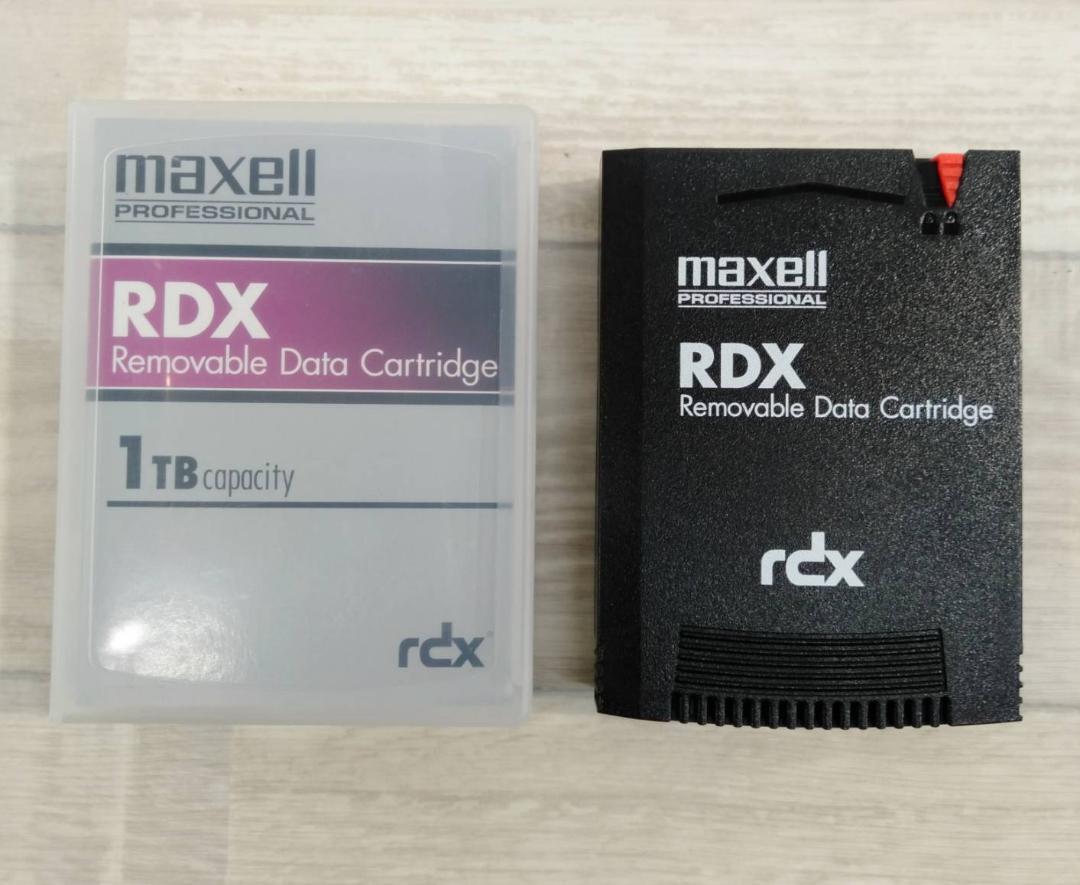 maxell
PROFESSIONAL
RDX
Removable Data Cartridge
1TB capacity
rdx
maxell
PROFESSIONAL
RDX
Removable Data Cartridge
rdx